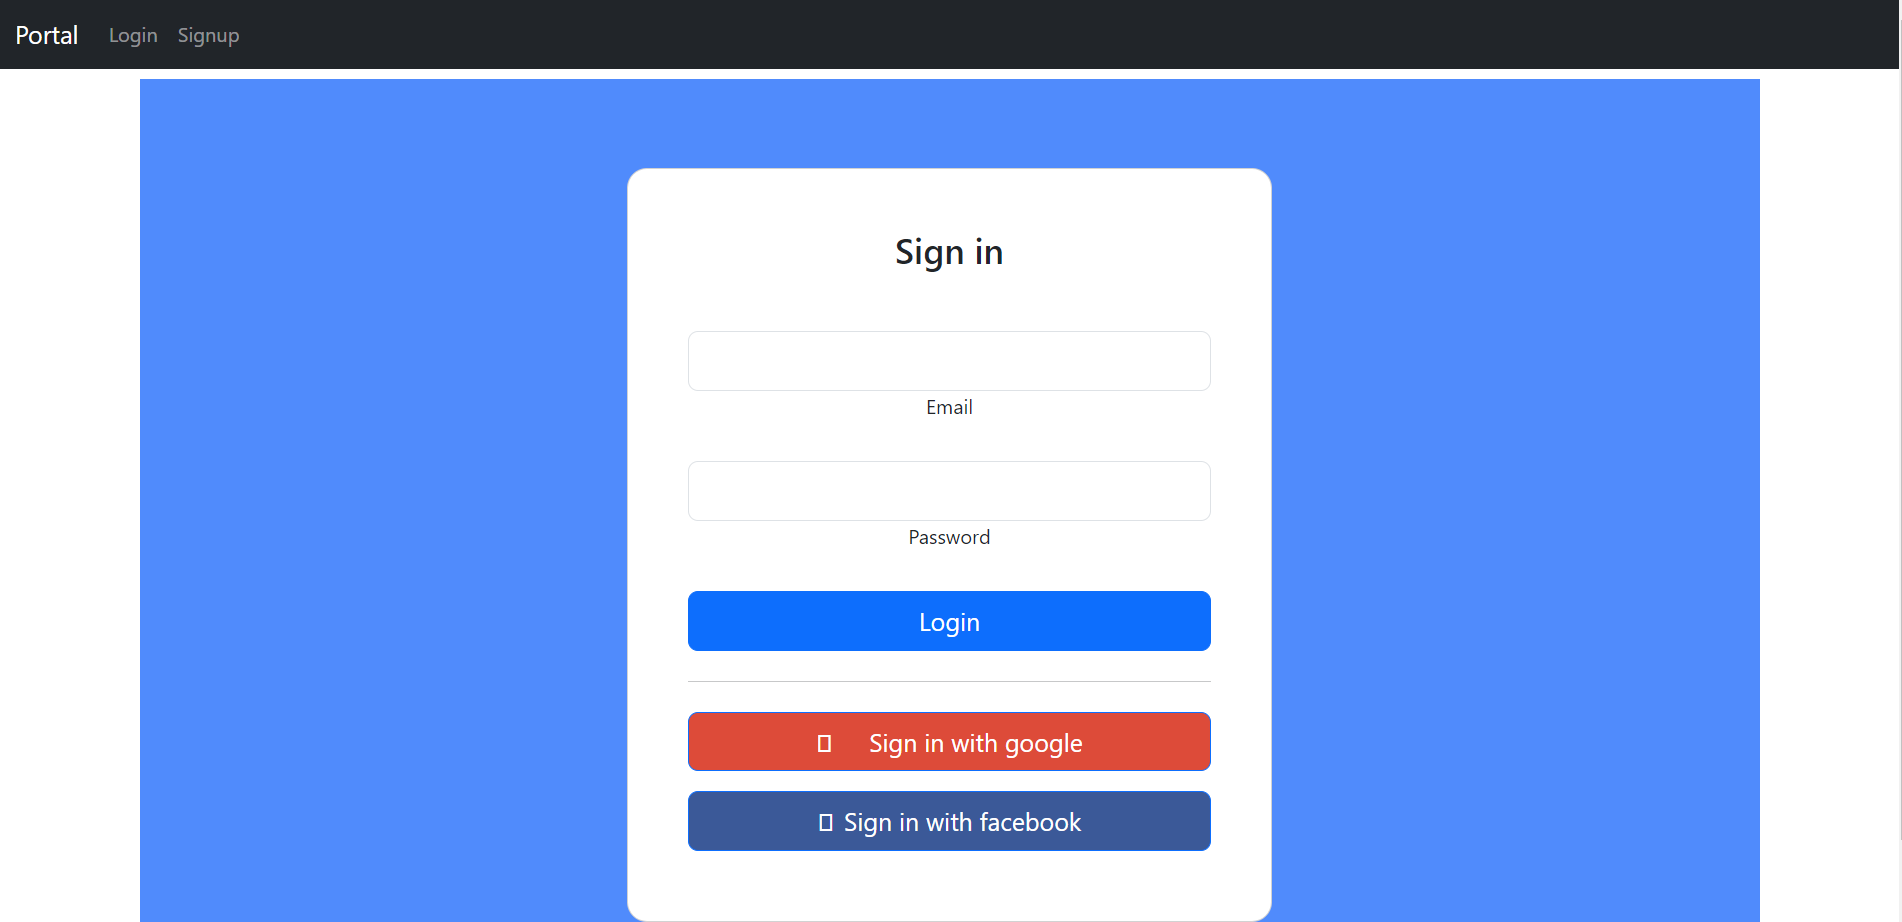 Portal Login Signup
Sign in
Email
Password
Login
Sign in with google
Sign in with facebook